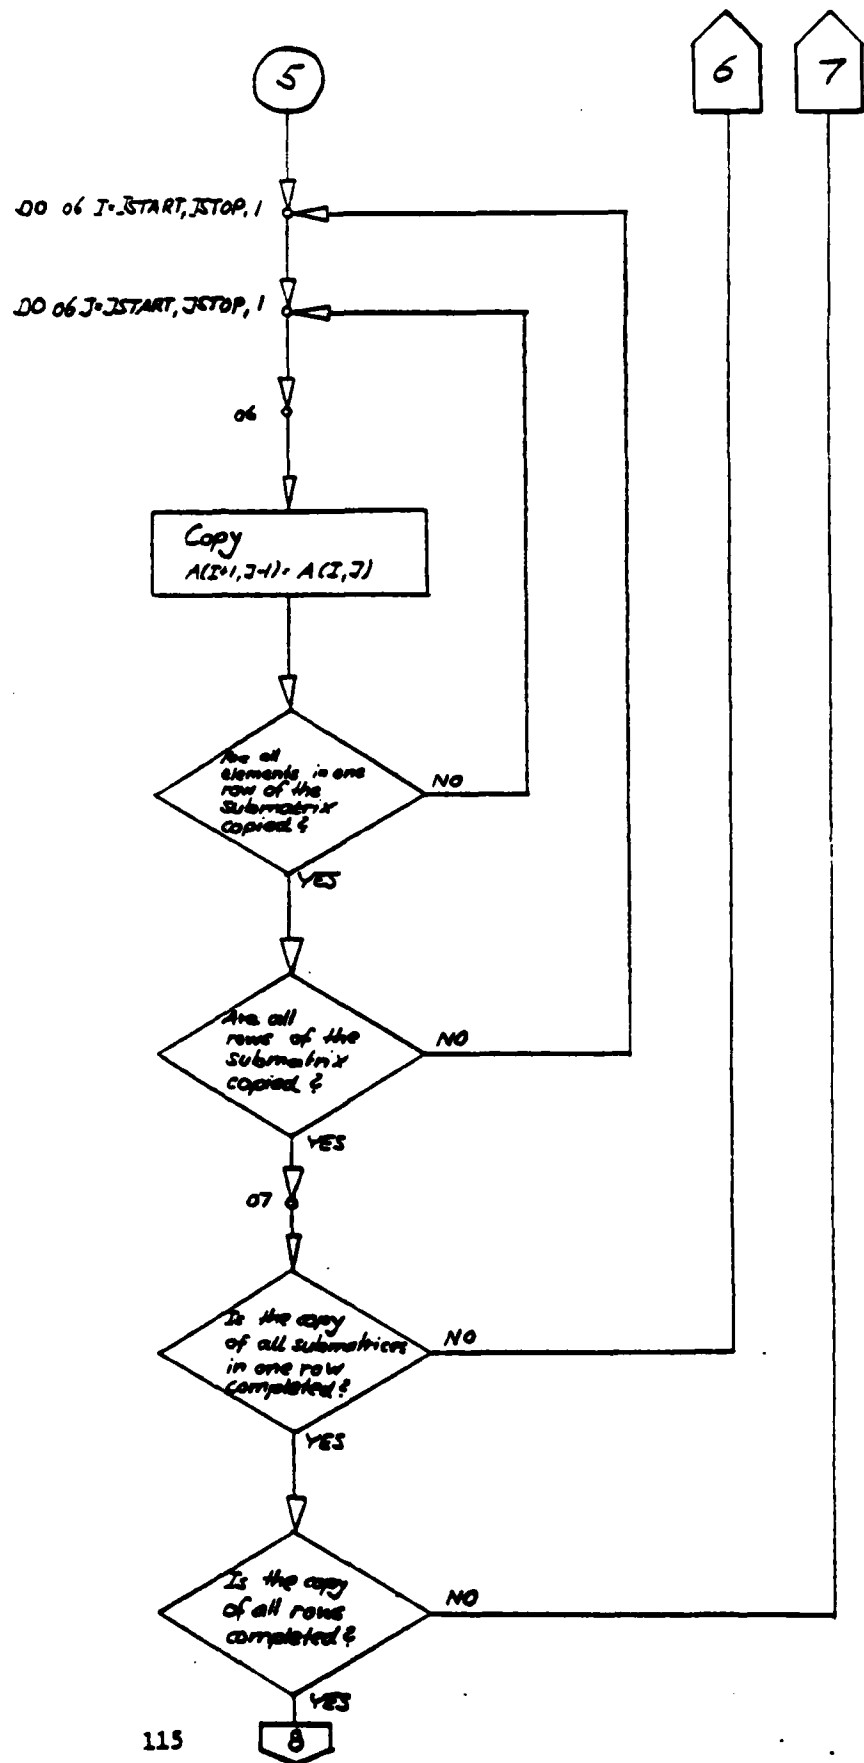 5
6
7
DO 06 I=ISTART, ISTOP, 1
DO 06 J=JSTART, JSTOP, 1
06
Copy
A(I+1,J-1)= A(I,J)
Are all
elements in one
row of the
submatrix
copied?
NO
YES
Are all
rows of the
submatrix
copied?
NO
YES
07
Is the copy
of all submatrices
in one row
completed?
NO
YES
Is the copy
of all rows
completed?
NO
YES
115
8